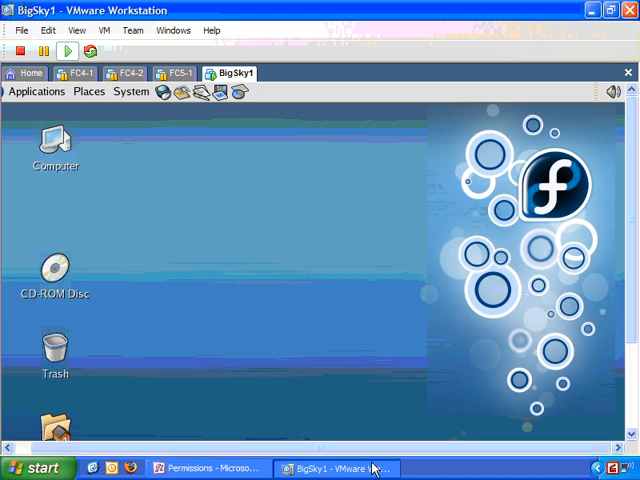 BigSky1 - VMware Workstation
File Edit View VM Team Windows Help
Home FC4-1 FC4-2 FC5-1 BigSky1
Applications Places System
Computer
CD-ROM Disc
Trash
start Permissions - Microso... BigSky1 - VMware W...